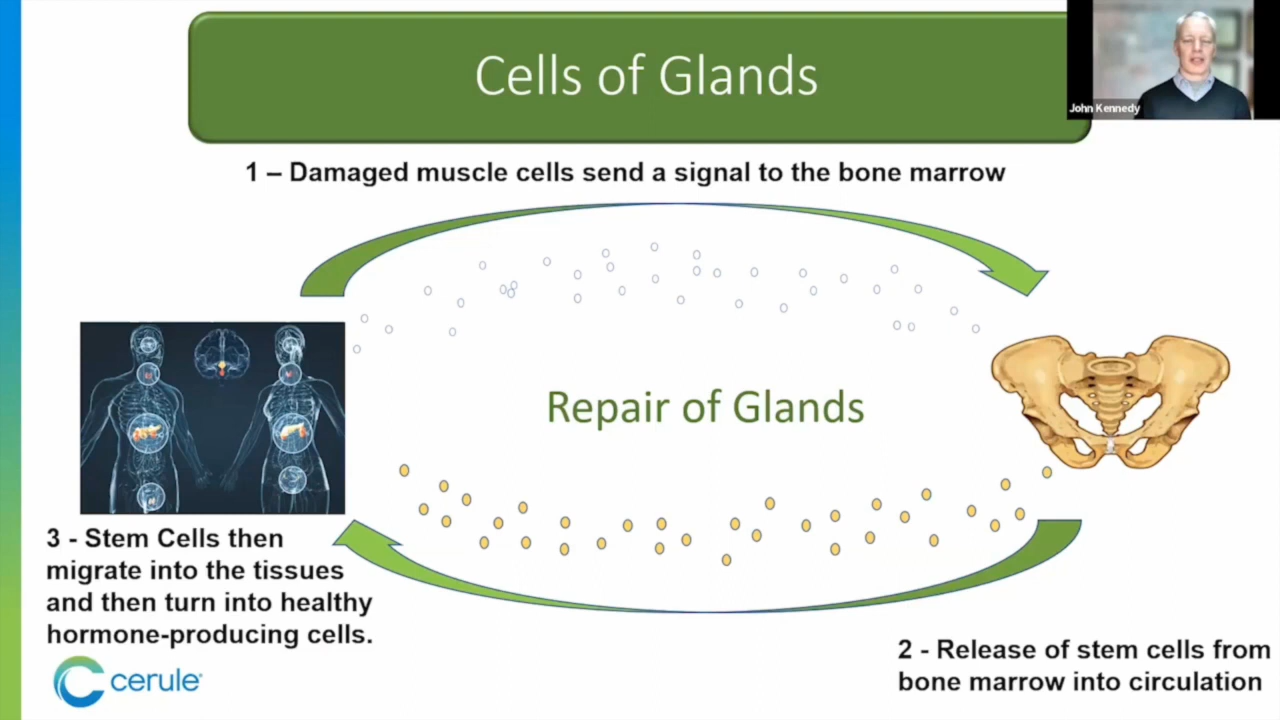 Cells of Glands
John Kennedy
1 – Damaged muscle cells send a signal to the bone marrow
Repair of Glands
3 - Stem Cells then
migrate into the tissues
and then turn into healthy
hormone-producing cells.
2 - Release of stem cells from
bone marrow into circulation
cerule